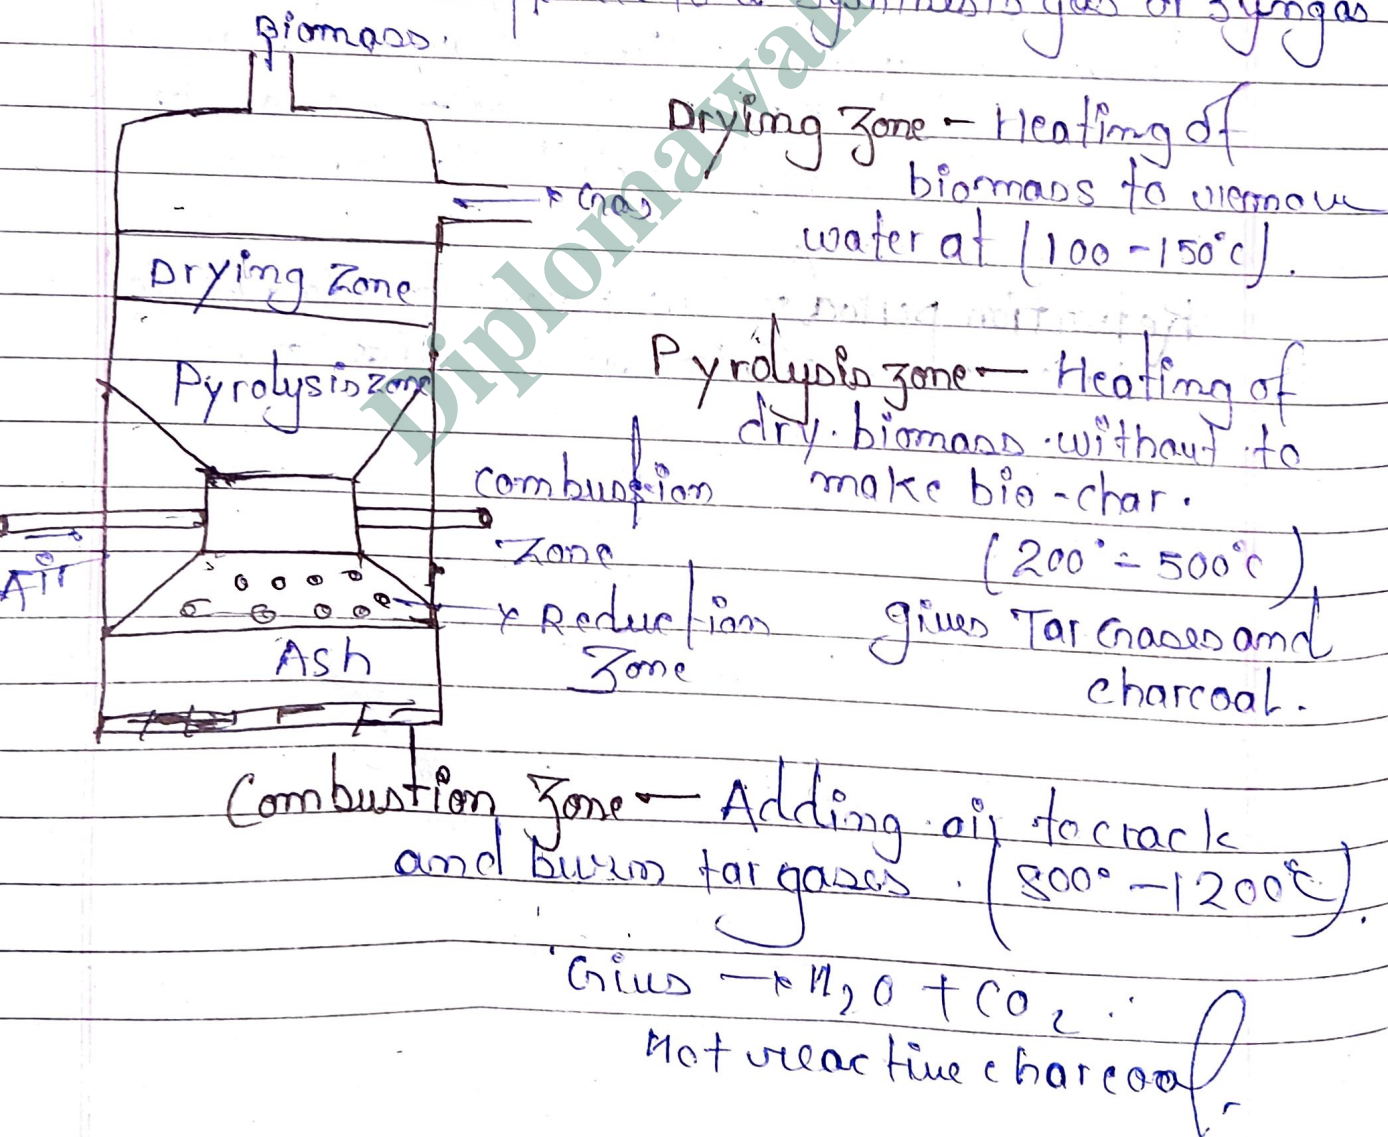 synthesis gas or syngas
Biomass.
Drying Zone - Heating of
biomass to remove
water at (100 - 150°c).
Gas
Drying Zone
Pyrolysis zone
Pyrolysis zone - Heating of
dry. biomass without to
make bio-char.
(200° - 500°c)
gives Tar Gases and
charcoal.
combustion
Zone
Air
Reduction
Zone
Ash
Combustion Zone - Adding air to crack
and burn tar gases. (800° - 1200°c).
Gives → H₂O + CO₂.
Hot reactive charcoal.
Diplomawala